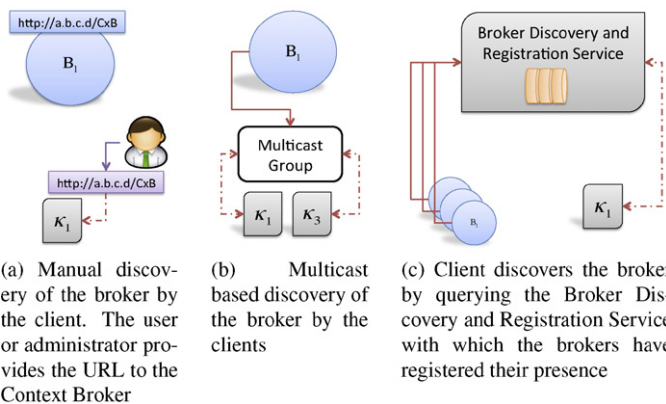 http://a.b.c.d/CxB
B1
http://a.b.c.d/CxB
κ1
(a) Manual discov-
ery of the broker by
the client. The user
or administrator pro-
vides the URL to the
Context Broker
B1
Multicast
Group
κ1 κ3
(b) Multicast
based discovery of
the broker by the
clients
Broker Discovery and
Registration Service
B1
κ1
(c) Client discovers the broker
by querying the Broker Dis-
covery and Registration Service
with which the brokers have
registered their presence